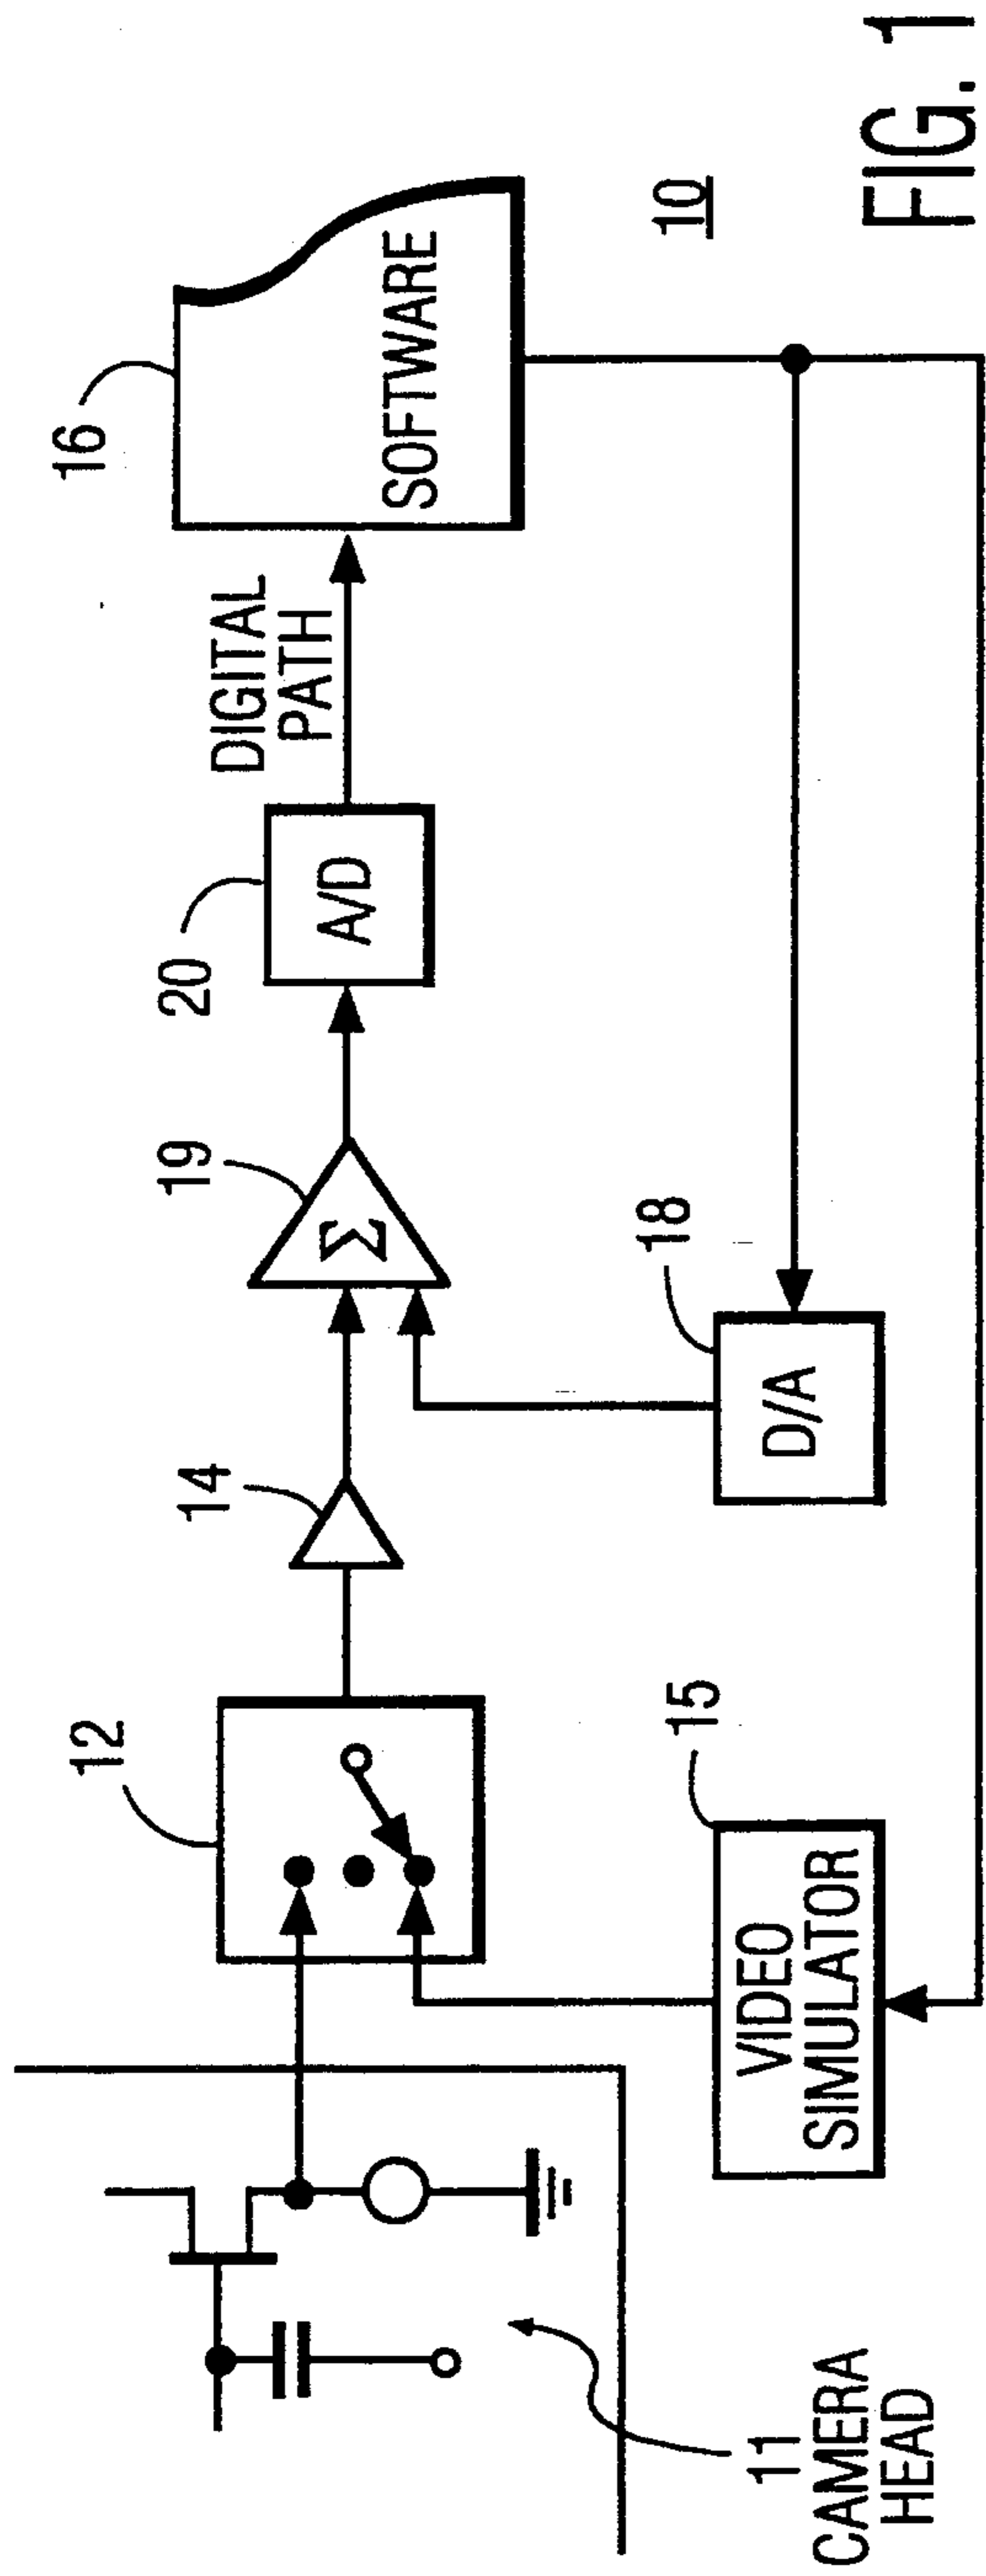 11
CAMERA
HEAD
12
14
19
Σ
20
A/D
DIGITAL
PATH
16
SOFTWARE
VIDEO
SIMULATOR
15
D/A
18
10
FIG. 1